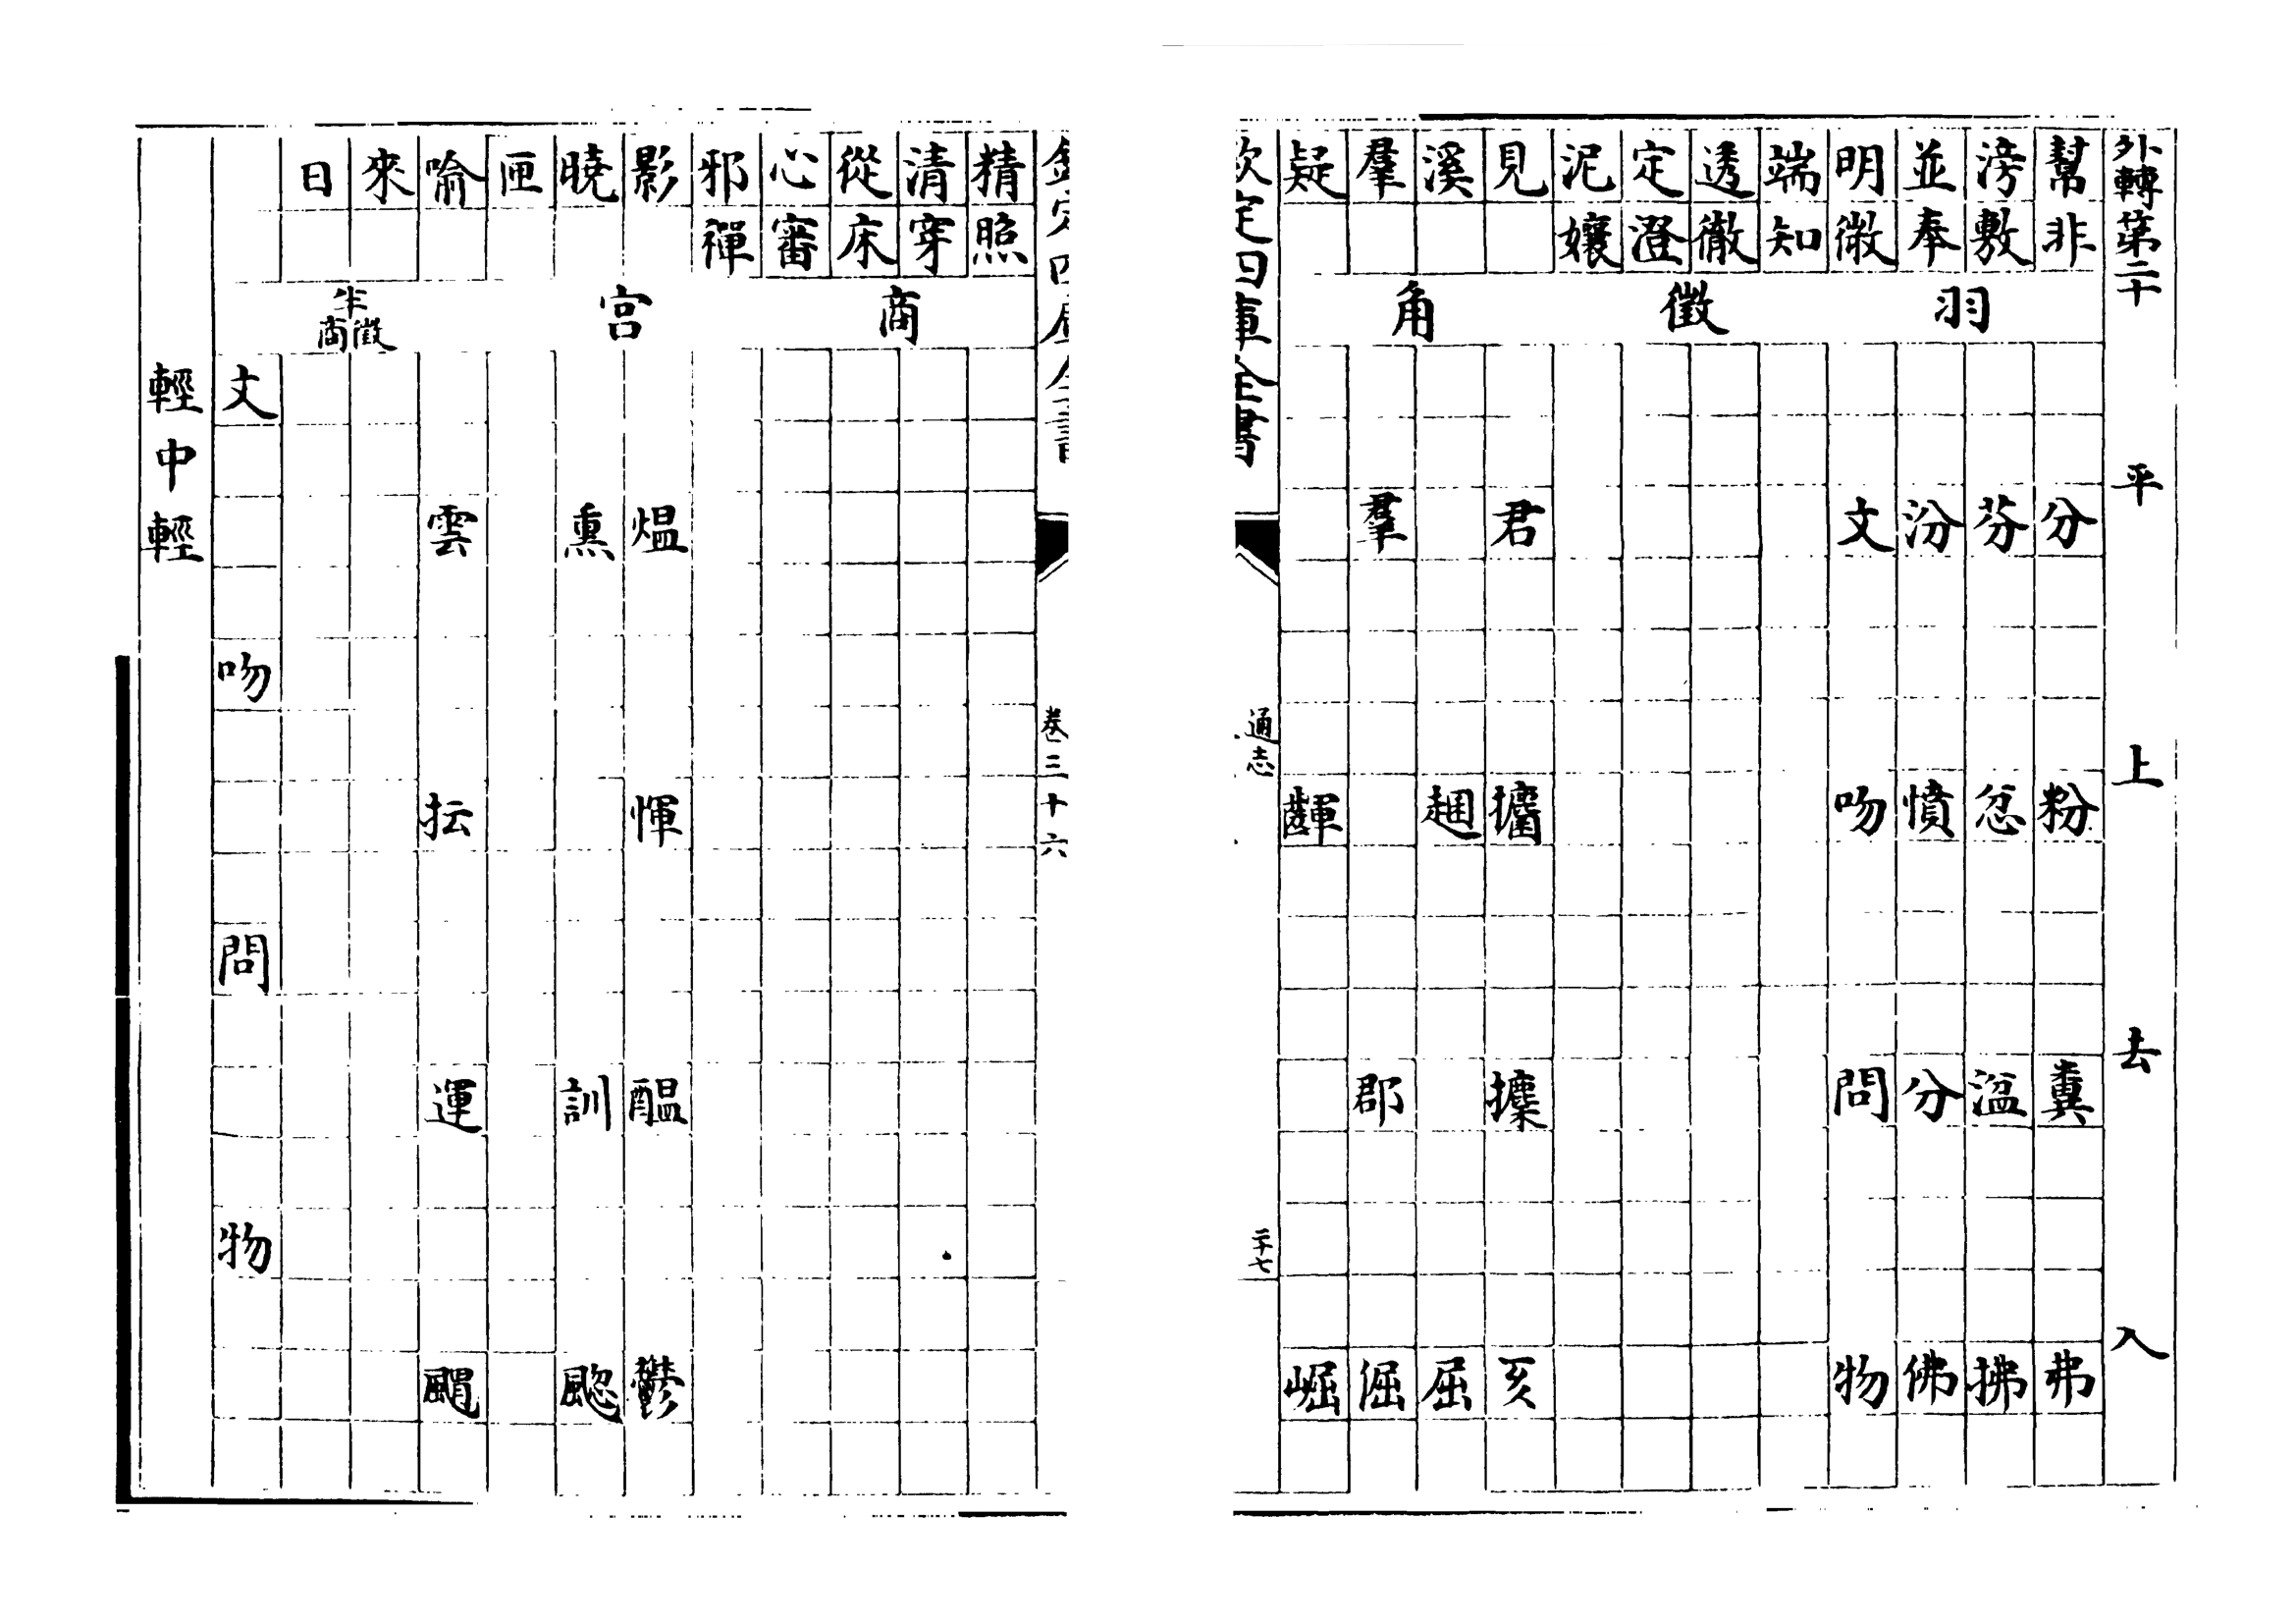 外轉第二十　平　上　去　入
幫非　分　粉　糞　弗
滂敷　芬　忿　湓　拂
並奉　汾　憤　分　佛
明微　文　吻　問　物
端知
透徹
定澄
泥孃
見　君　攟　攈　亥
溪　趣　屈
羣　羣　郡　倔
疑　齳　崛
羽　徵　角
欽定四庫全書
通志
二十七
欽定四庫全書
卷三十六
精照
清穿
從床
心審
邪禪
影　煴　惲　醞　鬱
曉　熏　訓　颮
匣
喻　雲　抎　運　䬍
來
日
商　宮　半徵商
文　吻　問　物
輕中輕